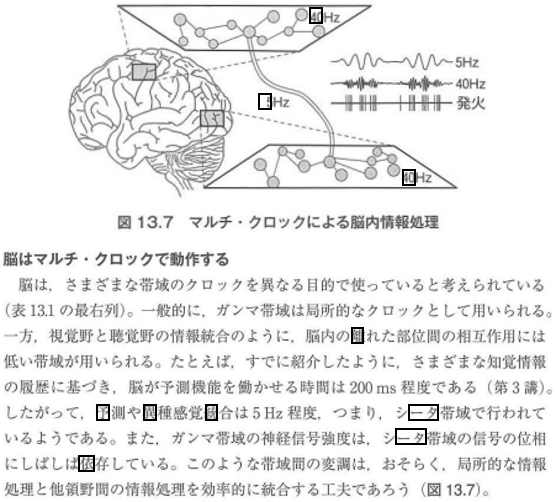 40Hz
5Hz
40Hz
発火
5Hz
40Hz
図 13.7 マルチ・クロックによる脳内情報処理
脳はマルチ・クロックで動作する
脳は，さまざまな帯域のクロックを異なる目的で使っていると考えられている
(表 13.1 の最右列)。一般的に，ガンマ帯域は局所的なクロックとして用いられる。
一方，視覚野と聴覚野の情報統合のように，脳内の離れた部位間の相互作用には
低い帯域が用いられる。たとえば，すでに紹介したように，さまざまな知覚情報
の履歴に基づき，脳が予測機能を働かせる時間は 200 ms 程度である（第 3 講）。
したがって，予測や異種感覚統合は 5 Hz 程度，つまり，シータ帯域で行われて
いるようである。また，ガンマ帯域の神経信号強度は，シータ帯域の信号の位相
にしばしば依存している。このような帯域間の変調は，おそらく，局所的な情報
処理と他領野間の情報処理を効率的に統合する工夫であろう（図 13.7）。